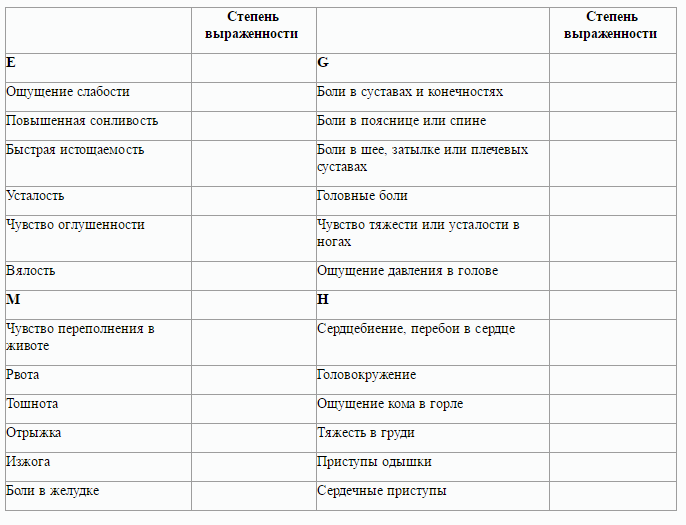 Степень выраженности
Степень выраженности
E
G
Ощущение слабости
Боли в суставах и конечностях
Повышенная сонливость
Боли в пояснице или спине
Быстрая истощаемость
Боли в шее, затылке или плечевых
суставах
Усталость
Головные боли
Чувство оглушенности
Чувство тяжести или усталости в
ногах
Вялость
Ощущение давления в голове
M
H
Чувство переполнения в
животе
Сердцебиение, перебои в сердце
Рвота
Головокружение
Тошнота
Ощущение кома в горле
Отрыжка
Тяжесть в груди
Изжога
Приступы одышки
Боли в желудке
Сердечные приступы